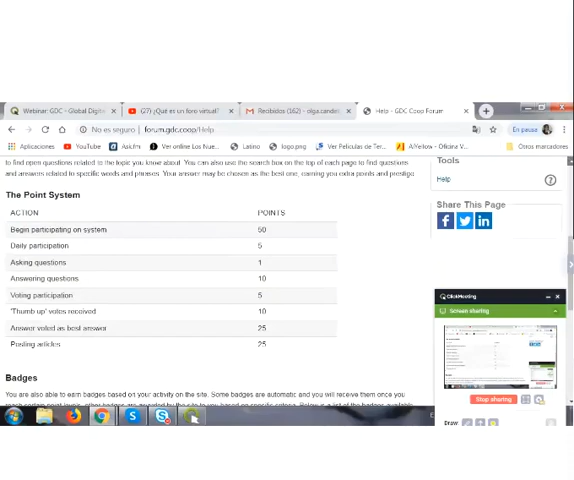 Webinar: GDC - Global Digit
(27) ¿Qué es un foro virtual?
Recibidos (162) - olga.candel
Help - GDC Coop Forum
No es seguro | forum.gdc.coop/Help
En pausa
Aplicaciones
YouTube
Ask.fm
Ver online Los Nue...
Latino
logo.png
Ver Películas de Ter...
A/Yellow - Oficina V...
Otros marcadores
to find open questions related to the topic you know about. You can also use the search box on the top of each page to find questions
and answers related to specific words and phrases. Your answer may be chosen as the best one, earning you extra points and prestige
The Point System
ACTION POINTS
Begin participating on system 50
Daily participation 5
Asking questions 1
Answering questions 10
Voting participation 5
'Thumb up' votes received 10
Answer voted as best answer 25
Posting articles 25
Badges
You are also able to earn badges based on your activity on the site. Some badges are automatic and you will receive them once you
Tools
Help
Share This Page
ClickMeeting
Screen sharing
Stop sharing
Draw